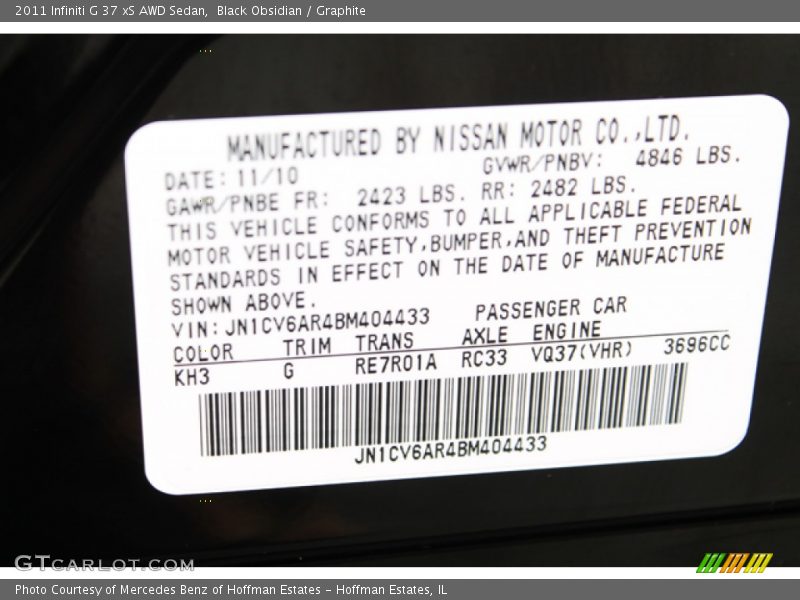 2011 Infiniti G 37 xS AWD Sedan,  Black Obsidian / Graphite
MANUFACTURED BY NISSAN MOTOR CO.,LTD.
DATE: 11/10 GVWR/PNBV: 4846 LBS.
GAWR/PNBE FR: 2423 LBS. RR: 2482 LBS.
THIS VEHICLE CONFORMS TO ALL APPLICABLE FEDERAL
MOTOR VEHICLE SAFETY,BUMPER,AND THEFT PREVENTION
STANDARDS IN EFFECT ON THE DATE OF MANUFACTURE
SHOWN ABOVE.
VIN: JN1CV6AR4BM404433 PASSENGER CAR
COLOR TRIM TRANS AXLE ENGINE
KH3 G RE7R01A RC33 VQ37(VHR) 3696CC
JN1CV6AR4BM404433
GTCARLOT.COM
Photo Courtesy of Mercedes Benz of Hoffman Estates - Hoffman Estates, IL